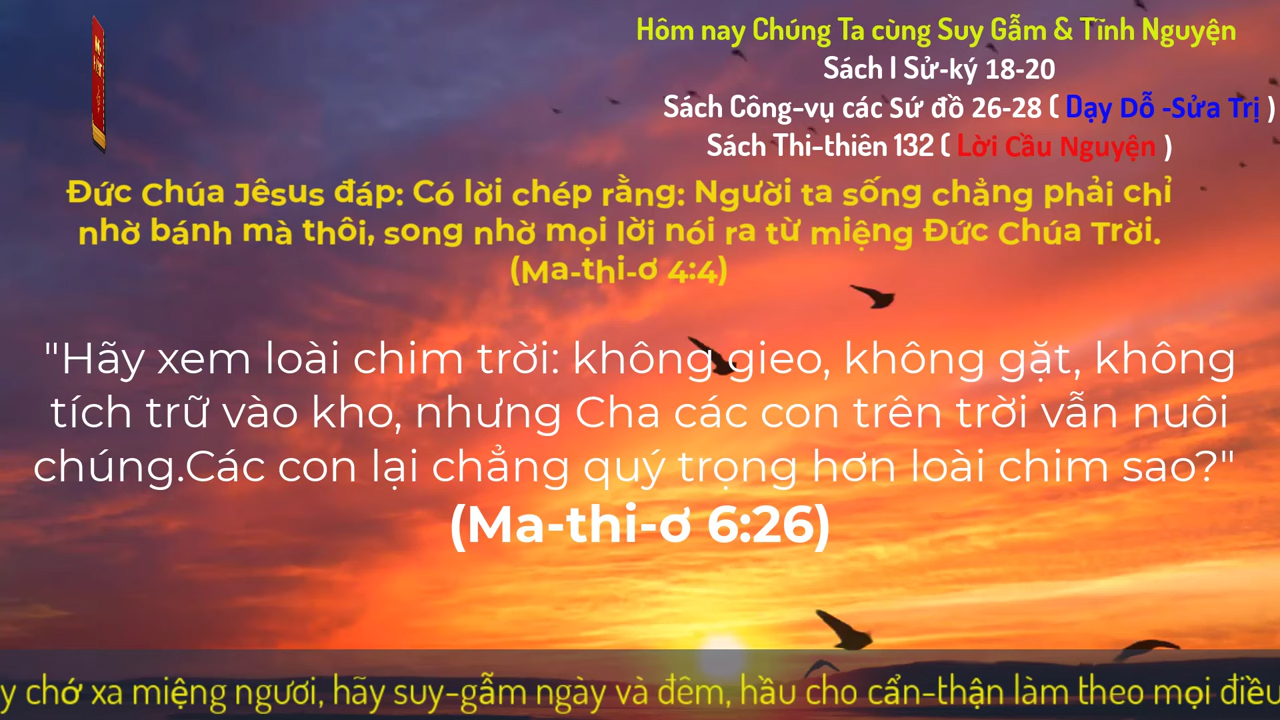 Hôm nay Chúng Ta cùng Suy Gẫm & Tĩnh Nguyện
Sách I Sử-ký 18-20
Sách Công-vụ các Sứ đồ 26-28 ( Dạy Dỗ -Sửa Trị )
Sách Thi-thiên 132 ( Lời Cầu Nguyện )
Đức Chúa Jêsus đáp: Có lời chép rằng: Người ta sống chẳng phải chỉ
nhờ bánh mà thôi, song nhờ mọi lời nói ra từ miệng Đức Chúa Trời.
(Ma-thi-ơ 4:4)
"Hãy xem loài chim trời: không gieo, không gặt, không
tích trữ vào kho, nhưng Cha các con trên trời vẫn nuôi
chúng.Các con lại chẳng quý trọng hơn loài chim sao?"
(Ma-thi-ơ 6:26)
y chớ xa miệng ngươi, hãy suy-gẫm ngày và đêm, hầu cho cẩn-thận làm theo mọi điều